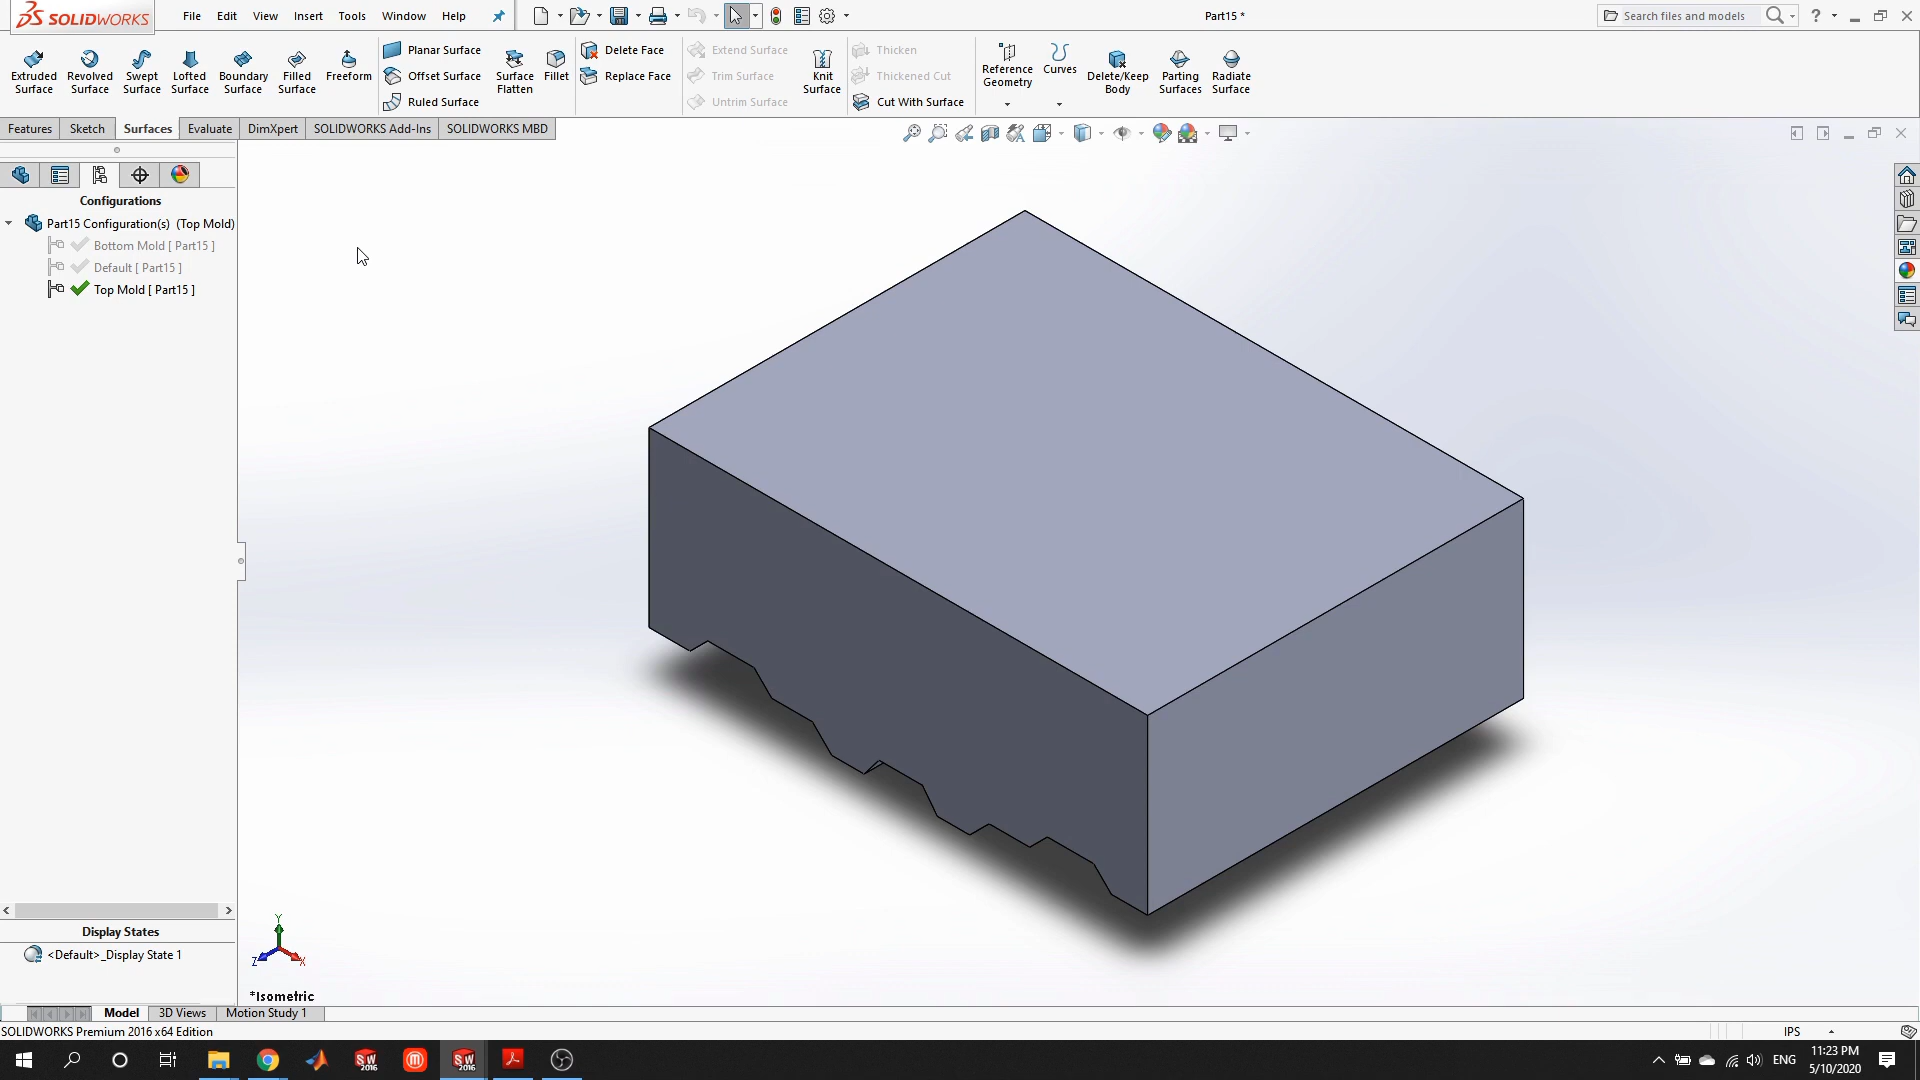 SOLIDWORKS
File Edit View Insert Tools Window Help
Part15 *
Search files and models
Extruded Surface
Revolved Surface
Swept Surface
Lofted Surface
Boundary Surface
Filled Surface
Freeform
Planar Surface
Offset Surface
Ruled Surface
Surface Flatten
Fillet
Delete Face
Replace Face
Extend Surface
Trim Surface
Untrim Surface
Knit Surface
Thicken
Thickened Cut
Cut With Surface
Reference Geometry
Curves
Delete/Keep Body
Parting Surfaces
Radiate Surface
Features Sketch Surfaces Evaluate DimXpert SOLIDWORKS Add-Ins SOLIDWORKS MBD
Configurations
Part15 Configuration(s) (Top Mold)
Bottom Mold [ Part15 ]
Default [ Part15 ]
Top Mold [ Part15 ]
Display States
<Default>_Display State 1
Y
Z X
*Isometric
Model 3D Views Motion Study 1
SOLIDWORKS Premium 2016 x64 Edition
IPS
SW 2016
SW 2016
ENG
11:23 PM
5/10/2020